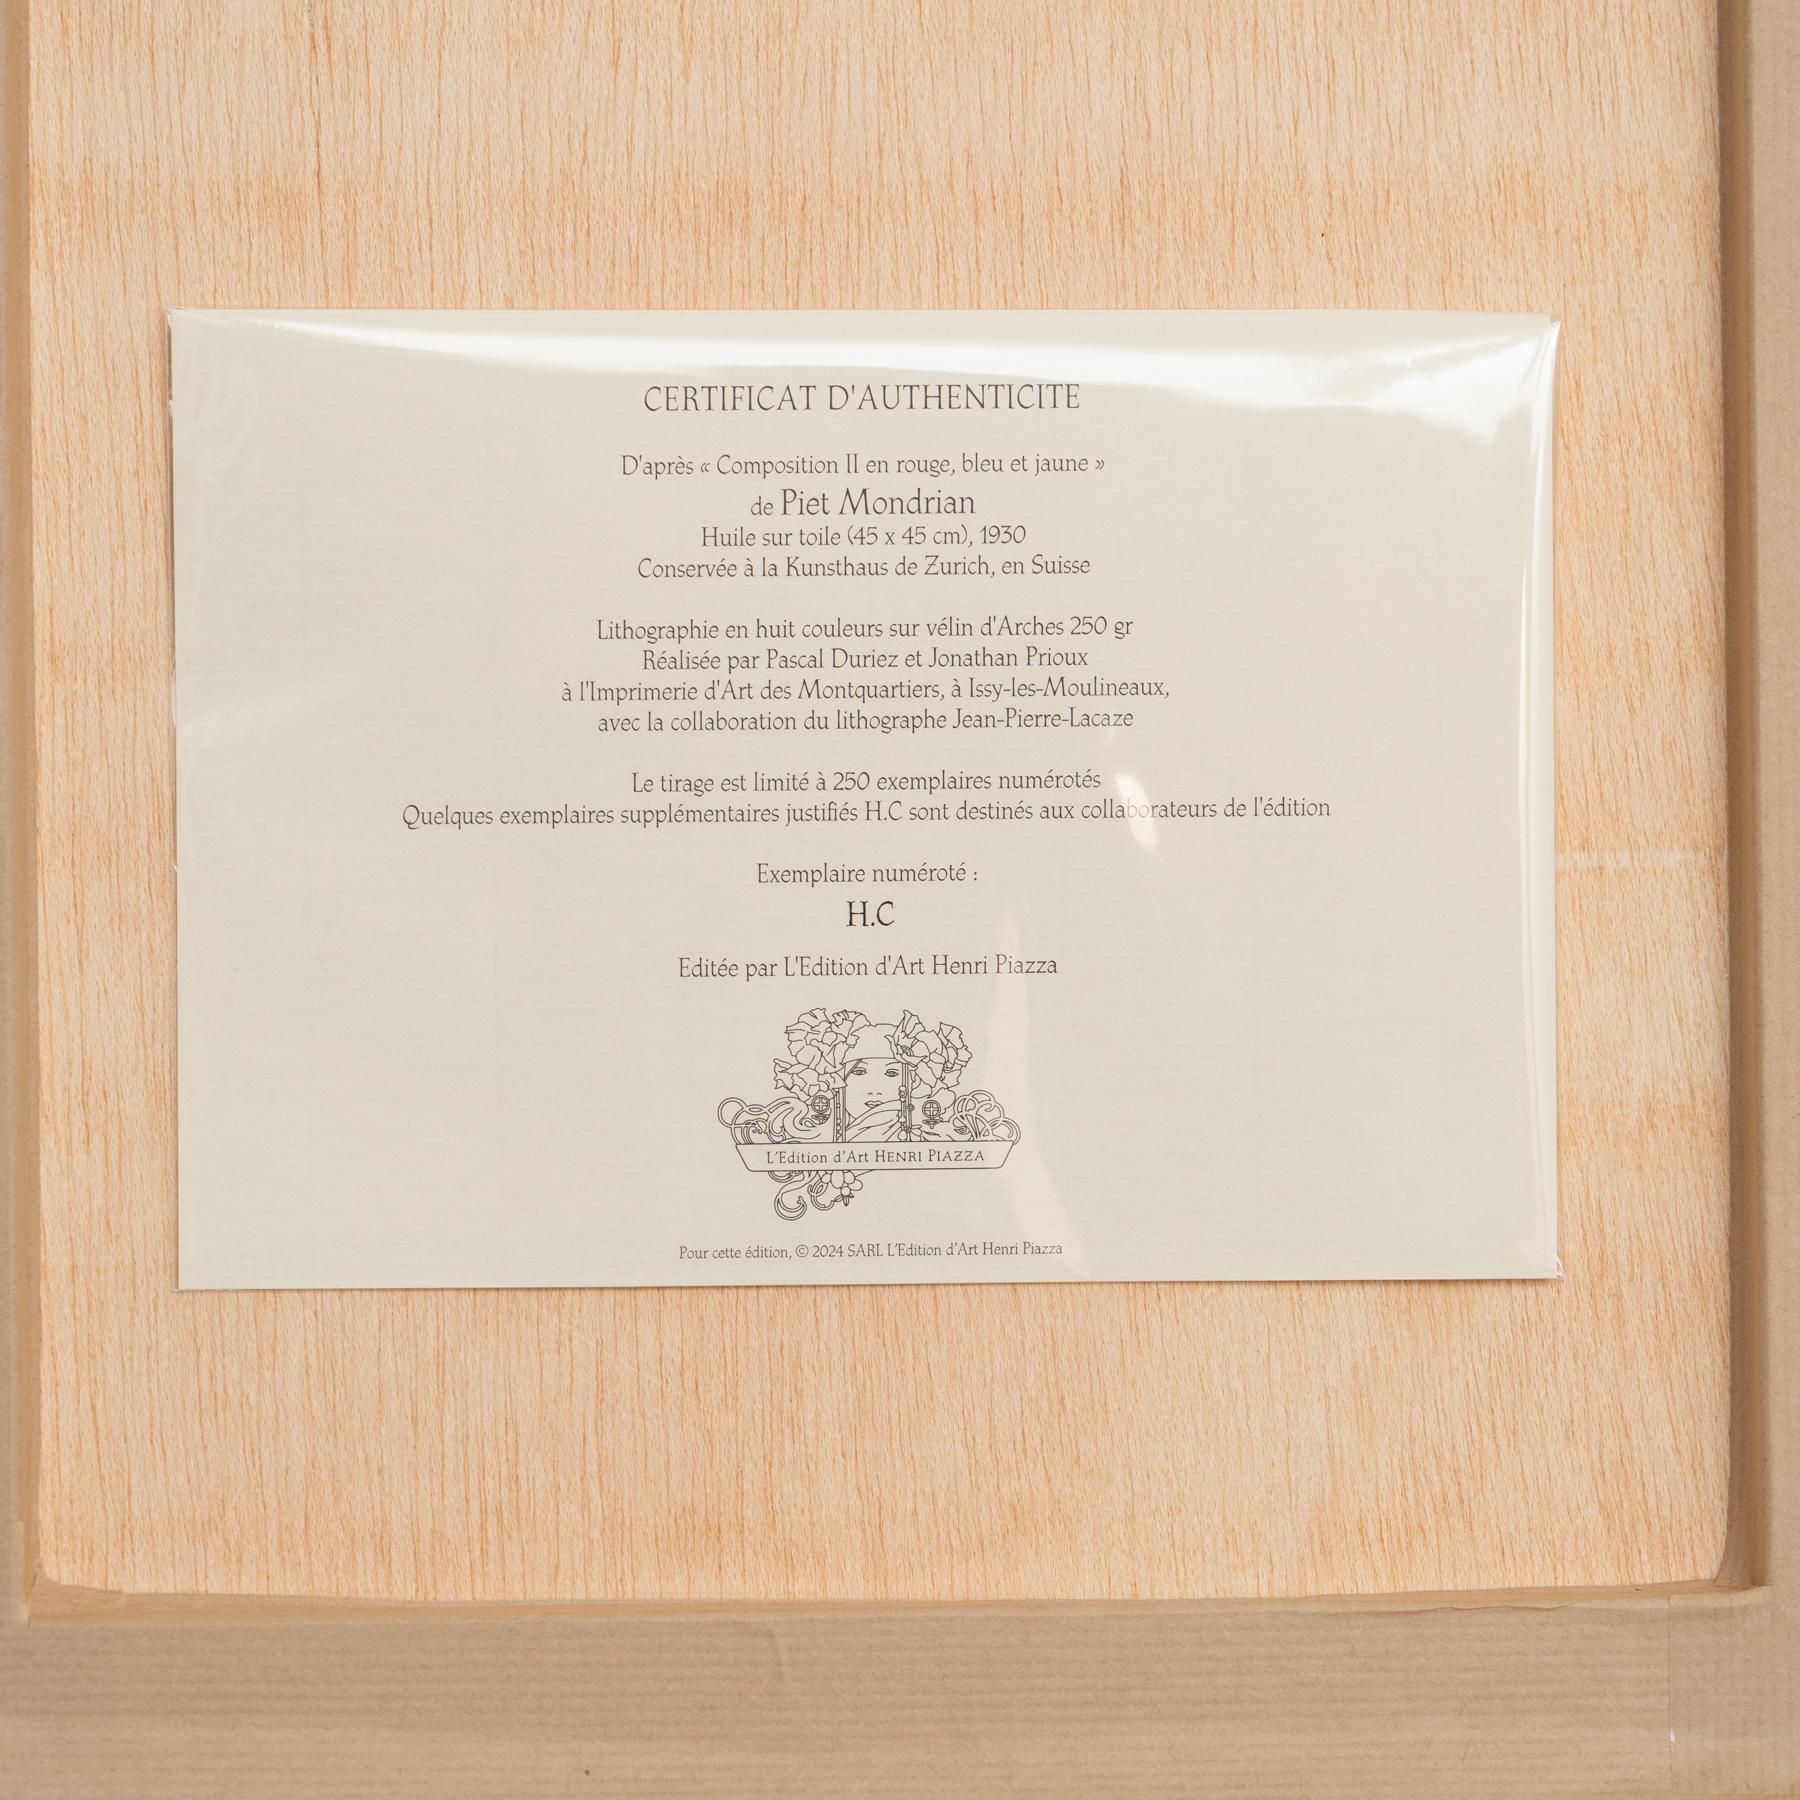 CERTIFICAT D'AUTHENTICITE
D'après « Composition II en rouge, bleu et jaune »
de Piet Mondrian
Huile sur toile (45 x 45 cm), 1930
Conservée à la Kunsthaus de Zurich, en Suisse
Lithographie en huit couleurs sur vélin d'Arches 250 gr
Réalisée par Pascal Duriez et Jonathan Prioux
à l'Imprimerie d'Art des Montquartiers, à Issy-les-Moulineaux,
avec la collaboration du lithographe Jean-Pierre-Lacaze
Le tirage est limité à 250 exemplaires numérotés
Quelques exemplaires supplémentaires justifiés H.C sont destinés aux collaborateurs de l'édition
Exemplaire numéroté :
H.C
Editée par L'Edition d'Art Henri Piazza
L'Edition d'Art HENRI PIAZZA
Pour cette édition, © 2024 SARL L'Edition d'Art Henri Piazza